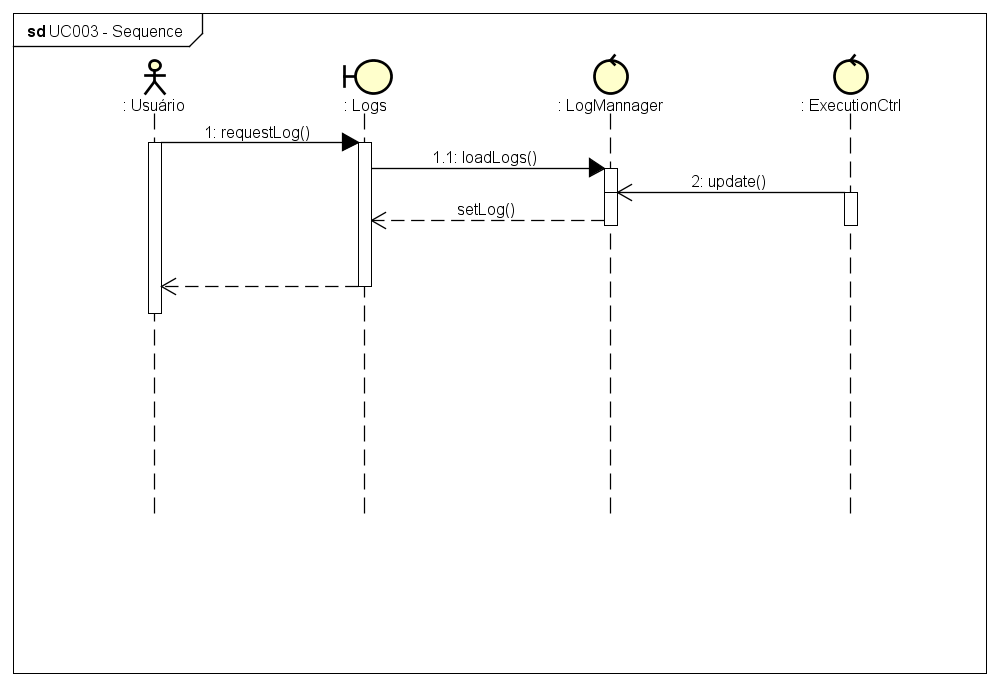 sd UC003 - Sequence
: Usuário
: Logs
: LogMannager
: ExecutionCtrl
1: requestLog()
1.1: loadLogs()
2: update()
setLog()